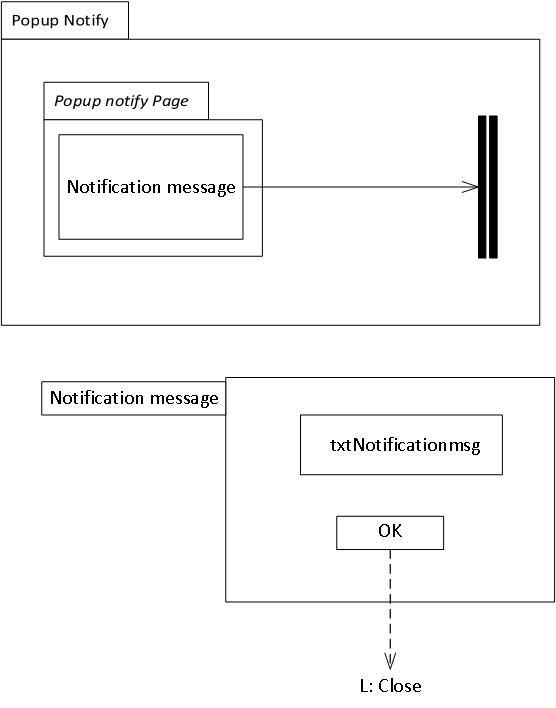 Popup Notify
Popup notify Page
Notification message
Notification message
txtNotificationmsg
OK
L: Close